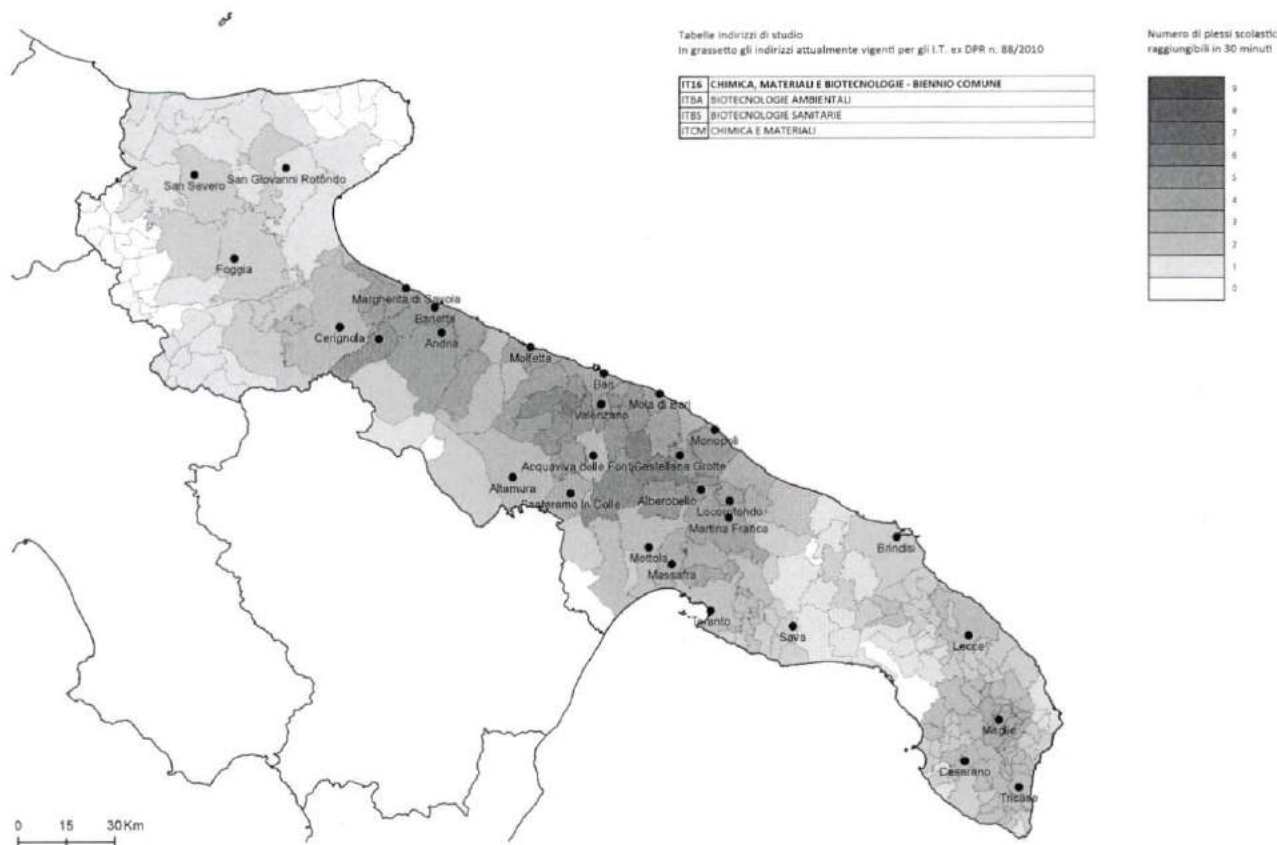 Tabelle indirizzi di studio
In grassetto gli indirizzi attualmente vigenti per gli I.T. ex DPR n. 88/2010
IT16 CHIMICA, MATERIALI E BIOTECNOLOGIE - BIENNIO COMUNE
ITBA BIOTECNOLOGIE AMBIENTALI
ITBS BIOTECNOLOGIE SANITARIE
ITCM CHIMICA E MATERIALI
Numero di plessi scolastic
raggiungibili in 30 minuti
9
8
7
6
5
4
3
2
1
0
San Severo
San Giovanni Rotondo
Foggia
Margherita di Savoia
Barletta
Cerignola
Andria
Molfetta
Bari
Valenzano
Mola di Bari
Monopoli
Acquaviva delle Fonti
Castellana Grotte
Altamura
Santeramo In Colle
Alberobello
Locorotondo
Martina Franca
Mottola
Massafra
Brindisi
Taranto
Sava
Lecce
Maglie
Casarano
Tricase
0 15 30 Km